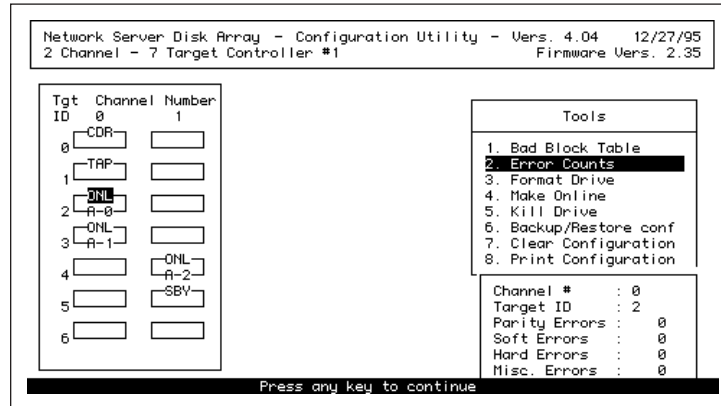 Network Server Disk Array - Configuration Utility - Vers. 4.04 12/27/95
2 Channel - 7 Target Controller #1 Firmware Vers. 2.35
Tgt Channel Number
ID 0 1
CDR
0
TAP
1
ONL
2 A-0
ONL
3 A-1
ONL
4 A-2
SBY
5
6
Tools
1. Bad Block Table
2. Error Counts
3. Format Drive
4. Make Online
5. Kill Drive
6. Backup/Restore conf
7. Clear Configuration
8. Print Configuration
Channel # : 0
Target ID : 2
Parity Errors : 0
Soft Errors : 0
Hard Errors : 0
Misc. Errors : 0
Press any key to continue